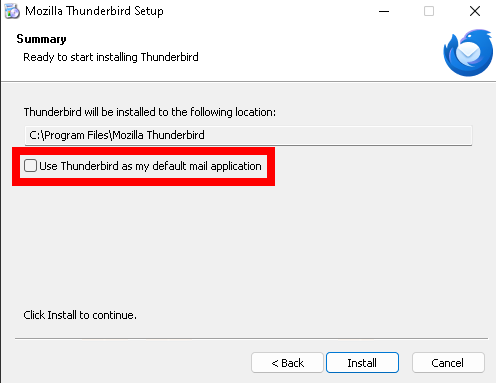 Mozilla Thunderbird Setup
Summary
Ready to start installing Thunderbird
Thunderbird will be installed to the following location:
C:\Program Files\Mozilla Thunderbird
Use Thunderbird as my default mail application
Click Install to continue.
< Back Install Cancel